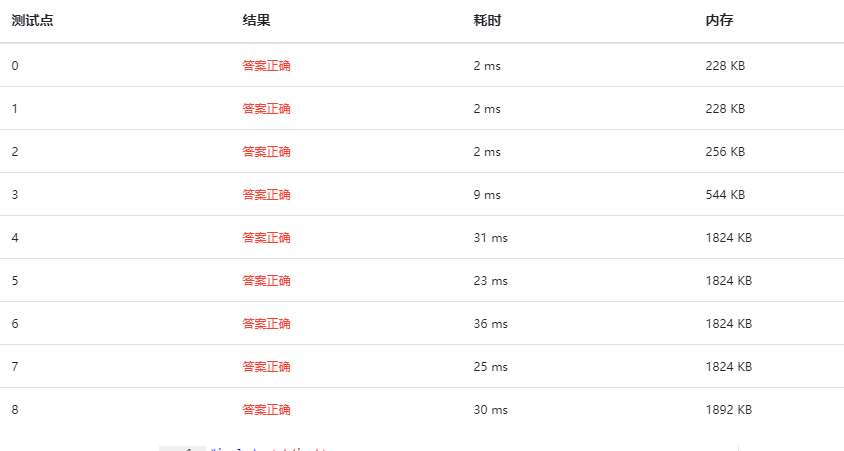 测试点 结果 耗时 内存
0 答案正确 2 ms 228 KB
1 答案正确 2 ms 228 KB
2 答案正确 2 ms 256 KB
3 答案正确 9 ms 544 KB
4 答案正确 31 ms 1824 KB
5 答案正确 23 ms 1824 KB
6 答案正确 36 ms 1824 KB
7 答案正确 25 ms 1824 KB
8 答案正确 30 ms 1892 KB